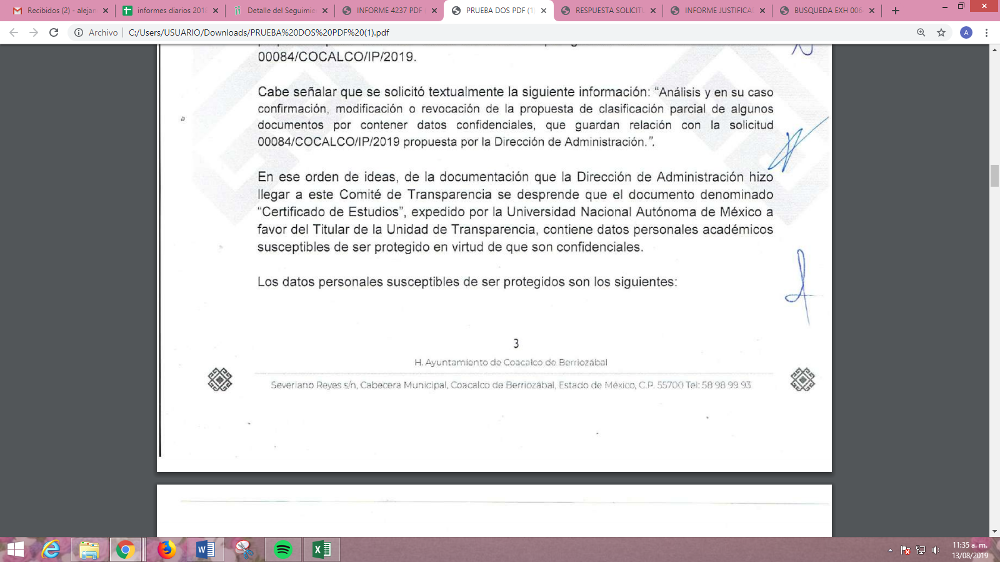 Recibidos (2) - alejan
informes diarios 2018
Detalle del Seguimie
INFORME 4237 PDF
PRUEBA DOS PDF (1)
RESPUESTA SOLICITU
INFORME JUSTIFICA
BUSQUEDA EXH 006
Archivo
C:/Users/USUARIO/Downloads/PRUEBA%20DOS%20PDF%20(1).pdf
A
00084/COCALCO/IP/2019.
Cabe señalar que se solicitó textualmente la siguiente información: “Análisis y en su caso
confirmación, modificación o revocación de la propuesta de clasificación parcial de algunos
documentos por contener datos confidenciales, que guardan relación con la solicitud
00084/COCALCO/IP/2019 propuesta por la Dirección de Administración.”.
En ese orden de ideas, de la documentación que la Dirección de Administración hizo
llegar a este Comité de Transparencia se desprende que el documento denominado
“Certificado de Estudios”, expedido por la Universidad Nacional Autónoma de México a
favor del Titular de la Unidad de Transparencia, contiene datos personales académicos
susceptibles de ser protegido en virtud de que son confidenciales.
Los datos personales susceptibles de ser protegidos son los siguientes:
3
H. Ayuntamiento de Coacalco de Berriozábal
Severiano Reyes s/n, Cabecera Municipal, Coacalco de Berriozábal, Estado de México, C.P. 55700 Tel: 58 98 99 93
11:35 a. m.
13/08/2019